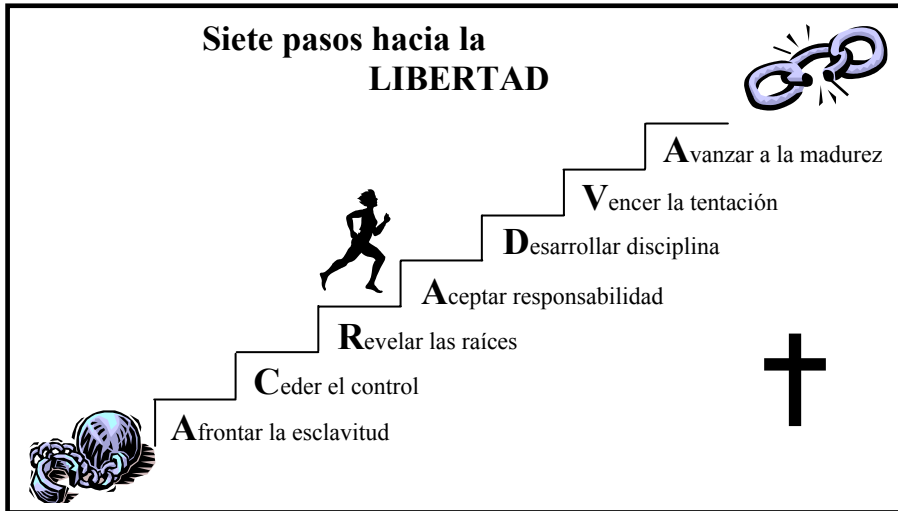 Siete pasos hacia la
LIBERTAD
Avanzar a la madurez
Vencer la tentación
Desarrollar disciplina
Aceptar responsabilidad
Revelar las raíces
Ceder el control
Afrontar la esclavitud